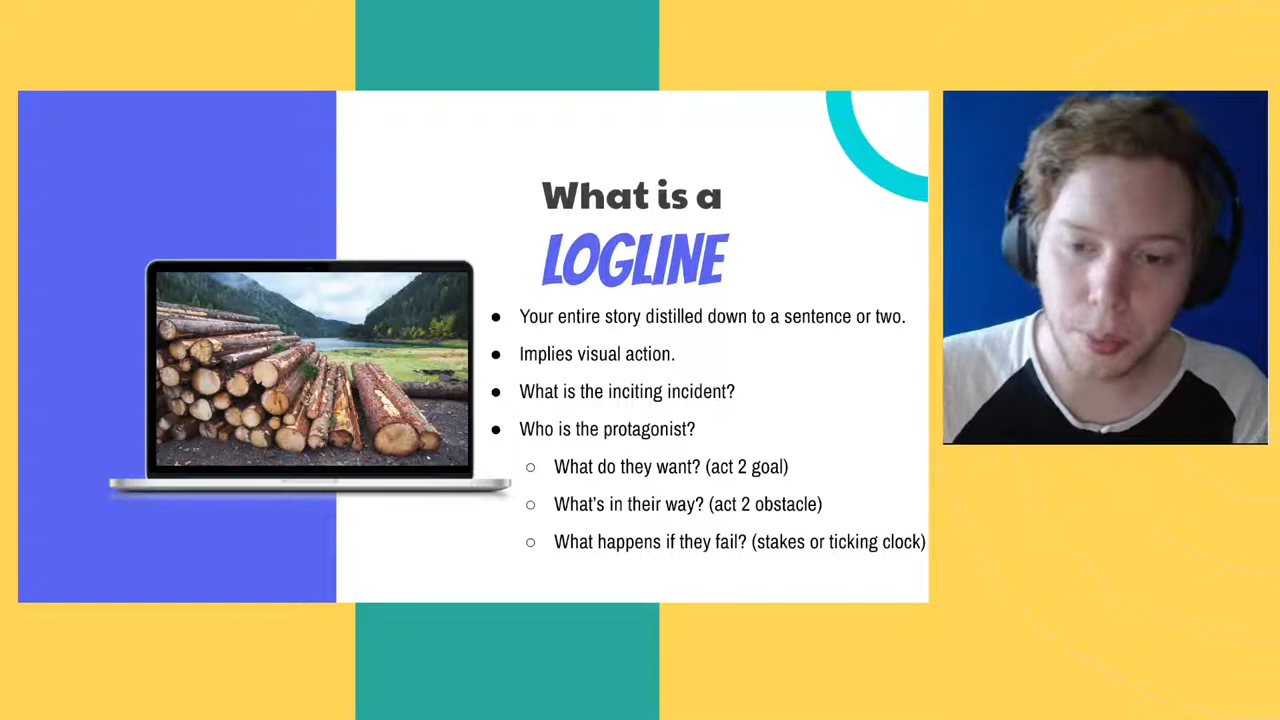 What is a
LOGLINE
● Your entire story distilled down to a sentence or two.
● Implies visual action.
● What is the inciting incident?
● Who is the protagonist?
○ What do they want? (act 2 goal)
○ What's in their way? (act 2 obstacle)
○ What happens if they fail? (stakes or ticking clock)